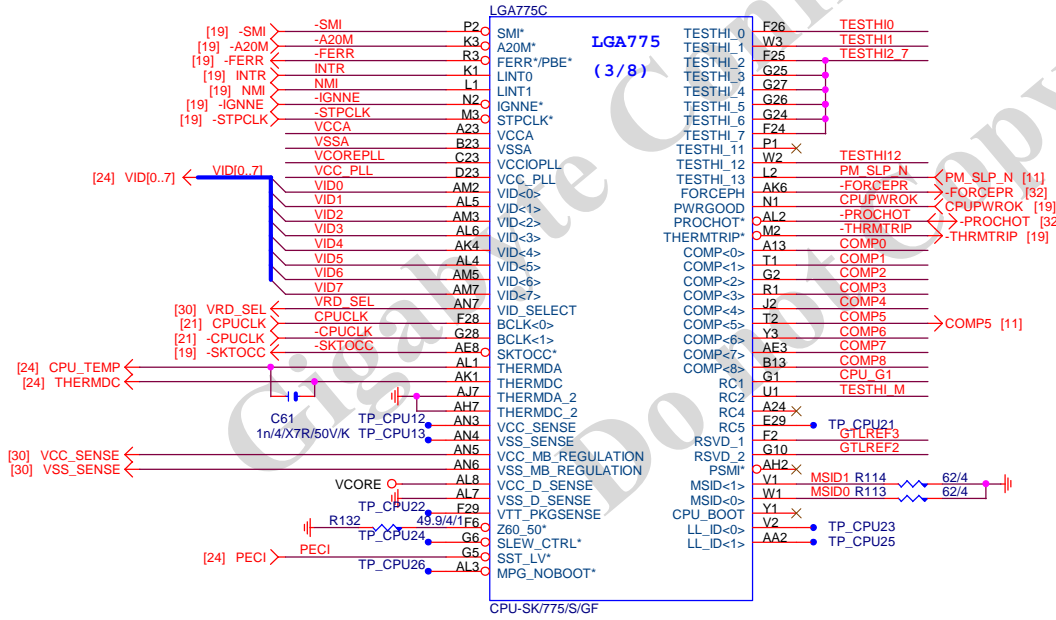 LGA775C
LGA775
(3/8)
[19] -SMI -SMI P2 SMI* TESTHI_0 F26 TESTHI0
[19] -A20M -A20M K3 A20M* TESTHI_1 W3 TESTHI1
[19] -FERR -FERR R3 FERR*/PBE* TESTHI_2 F25 TESTHI2_7
[19] INTR INTR K1 LINT0 TESTHI_3 G25
[19] NMI NMI L1 LINT1 TESTHI_4 G27
[19] -IGNNE -IGNNE N2 IGNNE* TESTHI_5 G26
[19] -STPCLK -STPCLK M3 STPCLK* TESTHI_6 G24
VCCA A23 VCCA TESTHI_7 F24
VSSA B23 VSSA TESTHI_11 P1
VCOREPLL C23 VCCIOPLL TESTHI_12 W2 TESTHI12
VCC_PLL D23 VCC_PLL TESTHI_13 L2 PM_SLP_N PM_SLP_N [11]
[24] VID[0..7] VID[0..7]
VID0 AM2 VID<0> FORCEPH AK6 -FORCEPR -FORCEPR [32]
VID1 AL5 VID<1> PWRGOOD N1 CPUPWROK CPUPWROK [19]
VID2 AM3 VID<2> PROCHOT* AL2 -PROCHOT -PROCHOT [32
VID3 AL6 VID<3> THERMTRIP* M2 -THRMTRIP -THRMTRIP [19]
VID4 AK4 VID<4> COMP<0> A13 COMP0
VID5 AL4 VID<5> COMP<1> T1 COMP1
VID6 AM5 VID<6> COMP<2> G2 COMP2
VID7 AM7 VID<7> COMP<3> R1 COMP3
[30] VRD_SEL VRD_SEL AN7 VID_SELECT COMP<4> J2 COMP4
[21] CPUCLK CPUCLK F28 BCLK<0> COMP<5> T2 COMP5 COMP5 [11]
[21] -CPUCLK -CPUCLK G28 BCLK<1> COMP<6> Y3 COMP6
[19] -SKTOCC -SKTOCC AE8 SKTOCC* COMP<7> AE3 COMP7
[24] CPU_TEMP AL1 THERMDA COMP<8> B13 COMP8
[24] THERMDC AK1 THERMDC RC1 G1 CPU_G1
AJ7 THERMDA_2 RC2 U1 TESTHI_M
AH7 THERMDC_2 RC4 A24
C61
1n/4/X7R/50V/K
TP_CPU12 AN3 VCC_SENSE RC5 E29 TP_CPU21
TP_CPU13 AN4 VSS_SENSE RSVD_1 F2 GTLREF3
[30] VCC_SENSE AN5 VCC_MB_REGULATION RSVD_2 G10 GTLREF2
[30] VSS_SENSE AN6 VSS_MB_REGULATION PSMI* AH2
VCORE AL8 VCC_D_SENSE MSID<1> V1 MSID1 R114 62/4
AL7 VSS_D_SENSE MSID<0> W1 MSID0 R113 62/4
TP_CPU22 F29 VTT_PKGSENSE CPU_BOOT Y1
R132 49.9/4/1 F6 Z60_50* LL_ID<0> V2 TP_CPU23
TP_CPU24 G6 SLEW_CTRL* LL_ID<1> AA2 TP_CPU25
[24] PECI PECI G5 SST_LV*
TP_CPU26 AL3 MPG_NOBOOT*
CPU-SK/775/S/GF
Gigabyte Con
Do not Copy